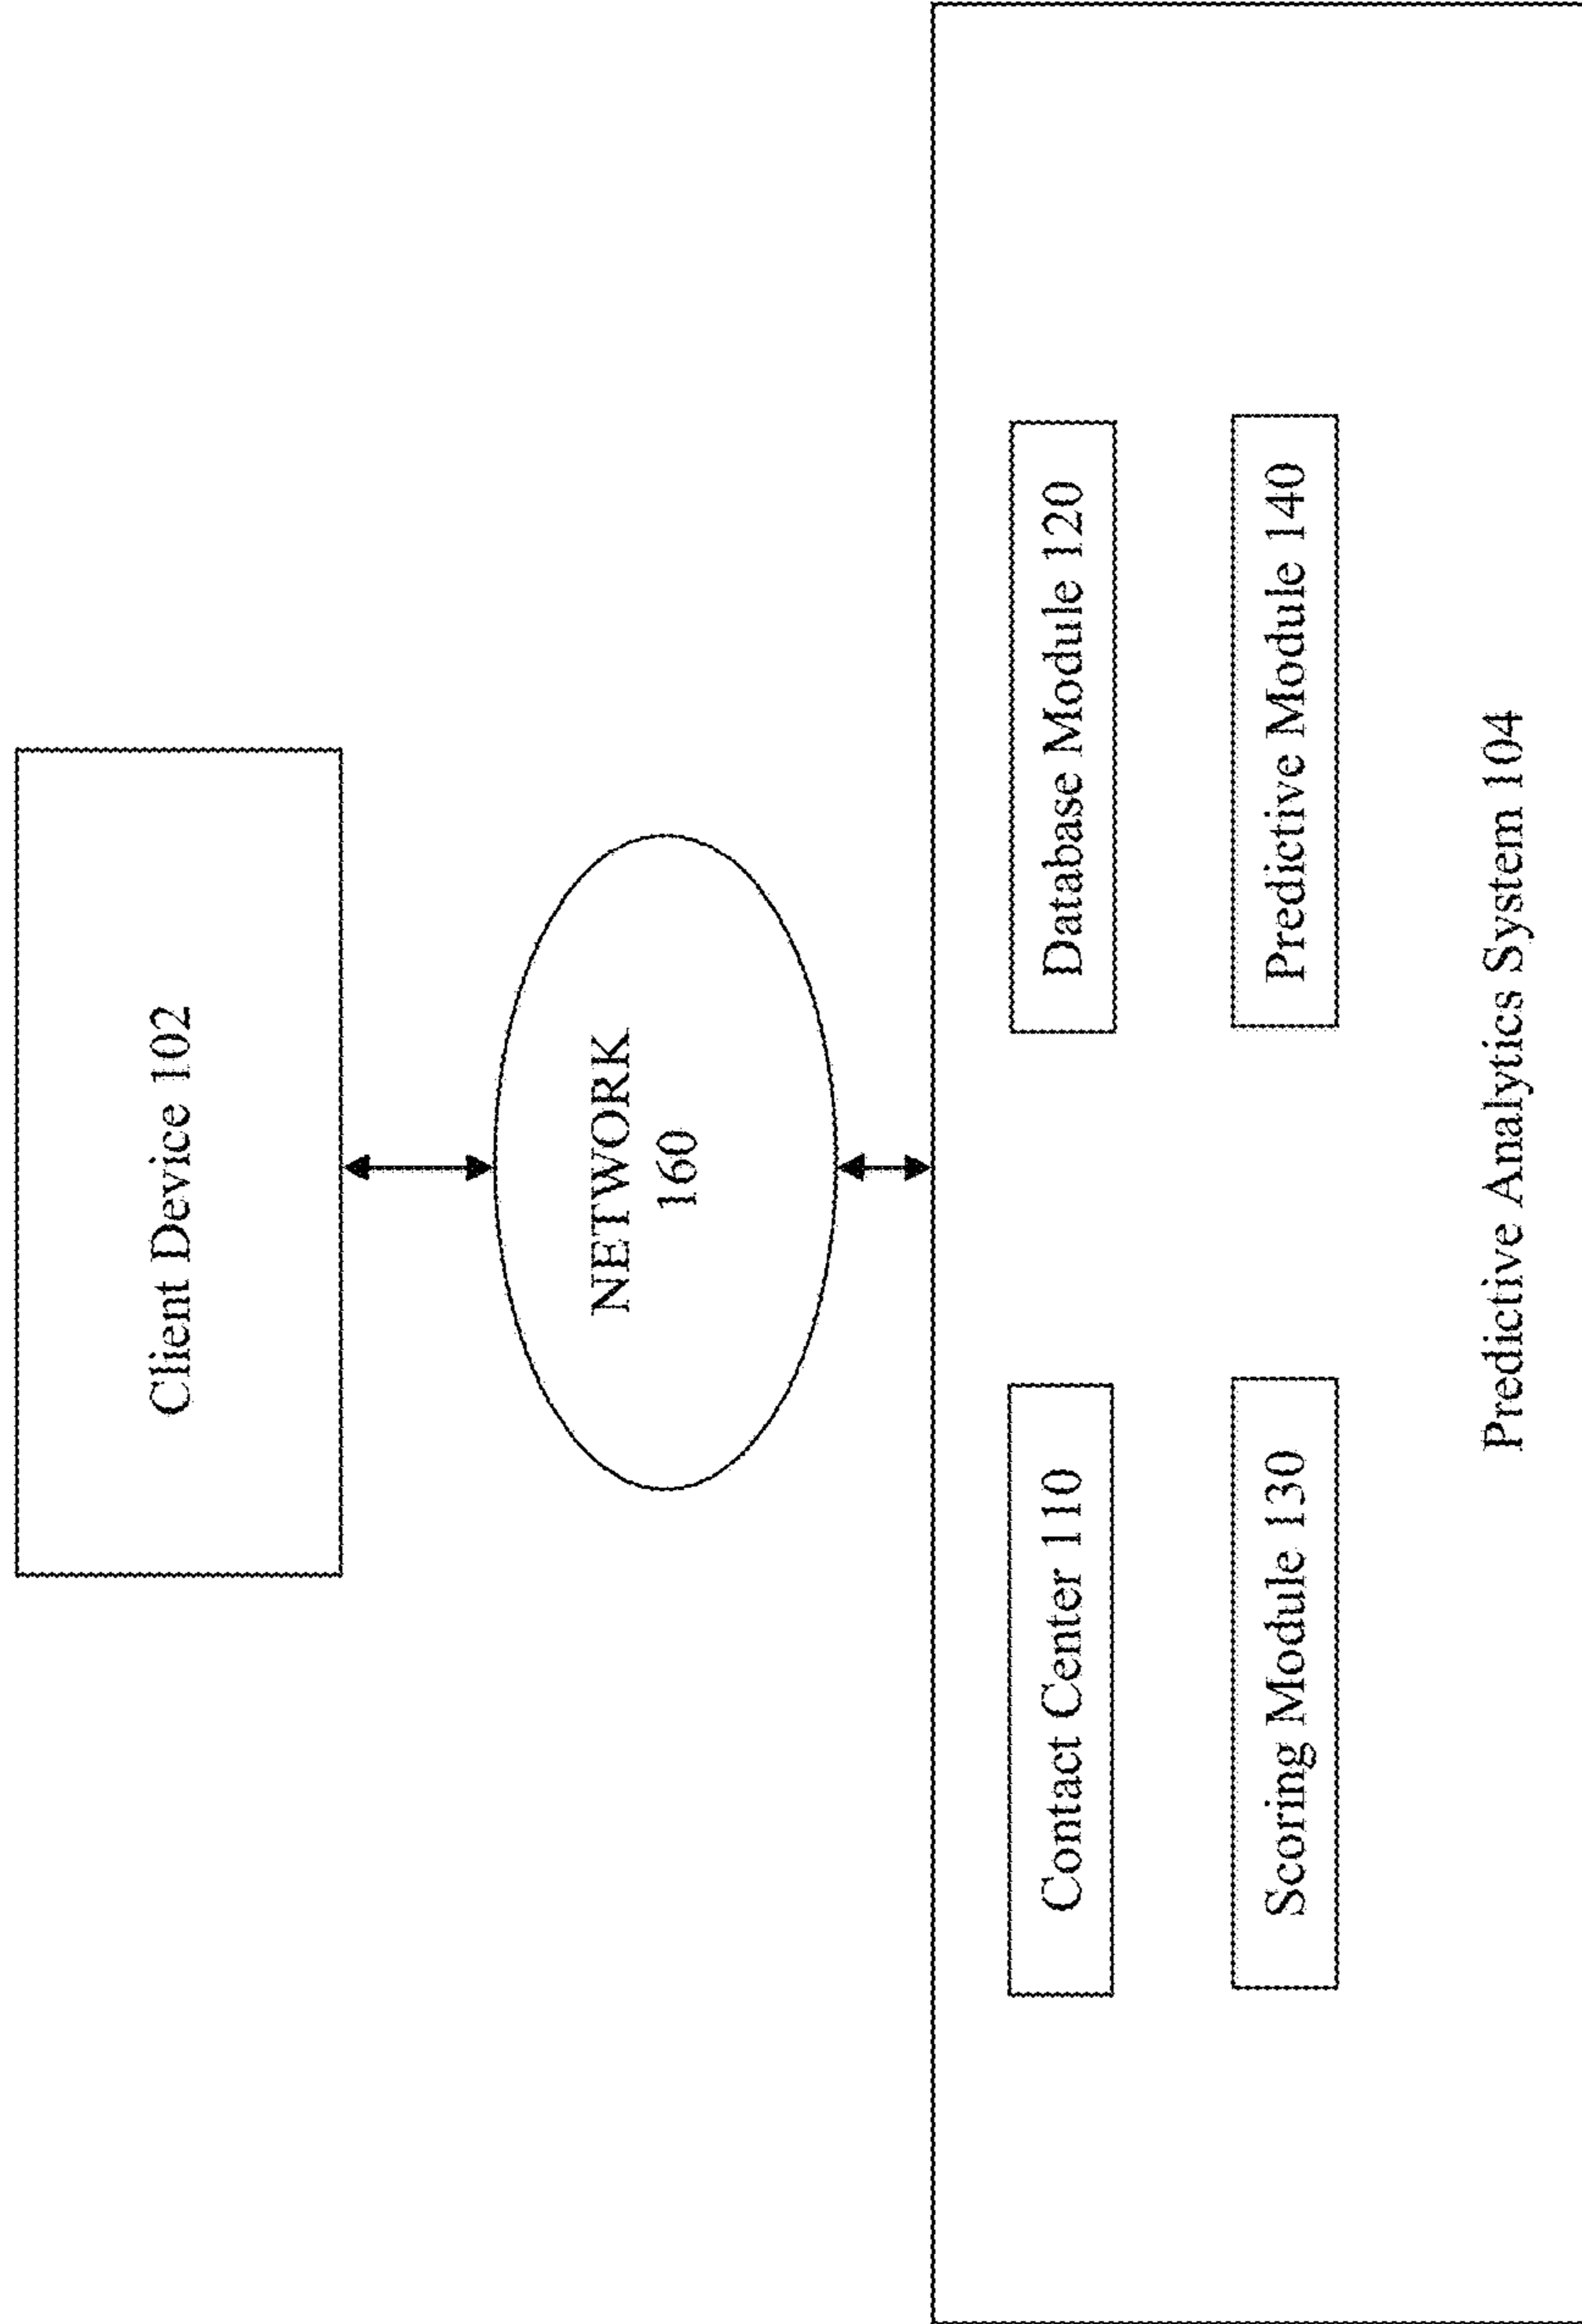 Client Device 102
NETWORK
160
Contact Center 110
Database Module 120
Scoring Module 130
Predictive Module 140
Predictive Analytics System 104